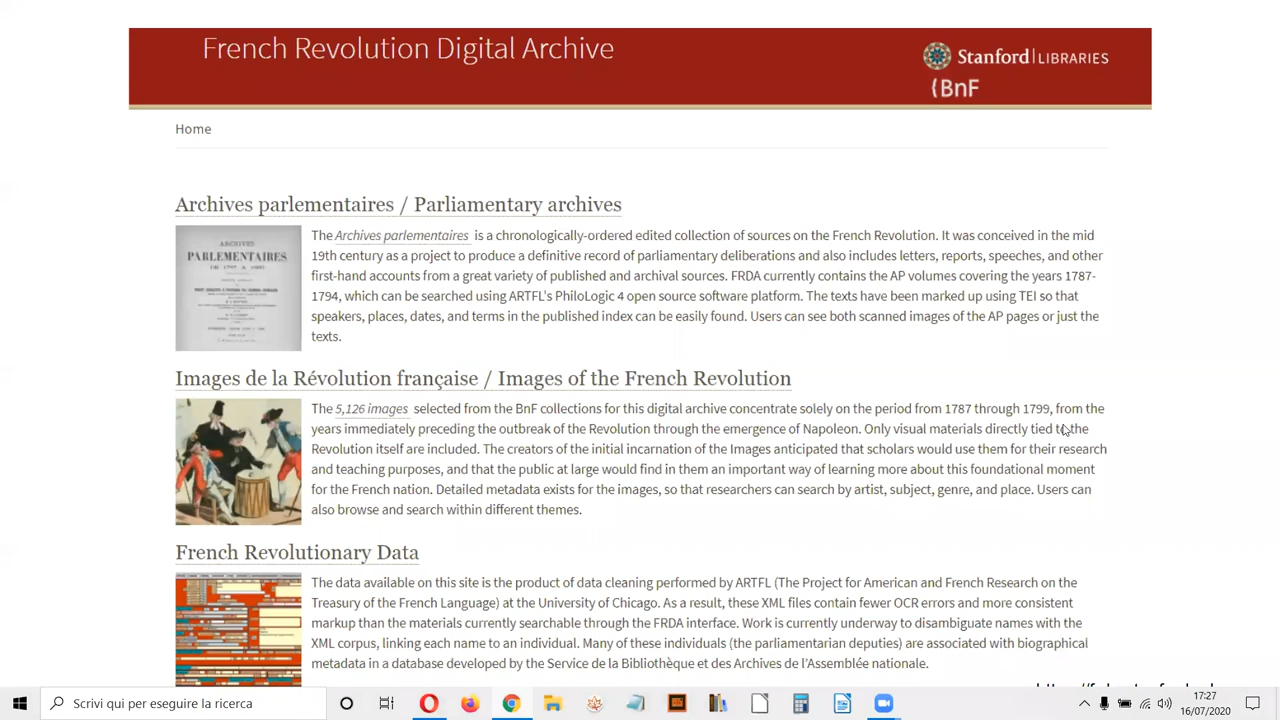 French Revolution Digital Archive
Stanford LIBRARIES
{BnF
Home
Archives parlementaires / Parliamentary archives
ARCHIVES
PARLEMENTAIRES
The Archives parlementaires is a chronologically-ordered edited collection of sources on the French Revolution. It was conceived in the mid
19th century as a project to produce a definitive record of parliamentary deliberations and also includes letters, reports, speeches, and other
first-hand accounts from a great variety of published and archival sources. FRDA currently contains the AP volumes covering the years 1787-
1794, which can be searched using ARTFL's PhiloLogic 4 open source software platform. The texts have been marked up using TEI so that
speakers, places, dates, and terms in the published index can be easily found. Users can see both scanned images of the AP pages or just the
texts.
Images de la Révolution française / Images of the French Revolution
The 5,126 images selected from the BnF collections for this digital archive concentrate solely on the period from 1787 through 1799, from the
years immediately preceding the outbreak of the Revolution through the emergence of Napoleon. Only visual materials directly tied to the
Revolution itself are included. The creators of the initial incarnation of the Images anticipated that scholars would use them for their research
and teaching purposes, and that the public at large would find in them an important way of learning more about this foundational moment
for the French nation. Detailed metadata exists for the images, so that researchers can search by artist, subject, genre, and place. Users can
also browse and search within different themes.
French Revolutionary Data
The data available on this site is the product of data cleaning performed by ARTFL (The Project for American and French Research on the
Treasury of the French Language) at the University of Chicago. As a result, these XML files contain fewer OCR errors and more consistent
markup than the materials currently searchable through the FRDA interface. Work is currently underway to disambiguate names with the
XML corpus, linking each name to an individual. Many of these individuals (the parliamentarian deputies) are associated with biographical
metadata in a database developed by the Service de la Bibliothèque et des Archives de l'Assemblée nationale.
Scrivi qui per eseguire la ricerca
17:27
16/07/2020